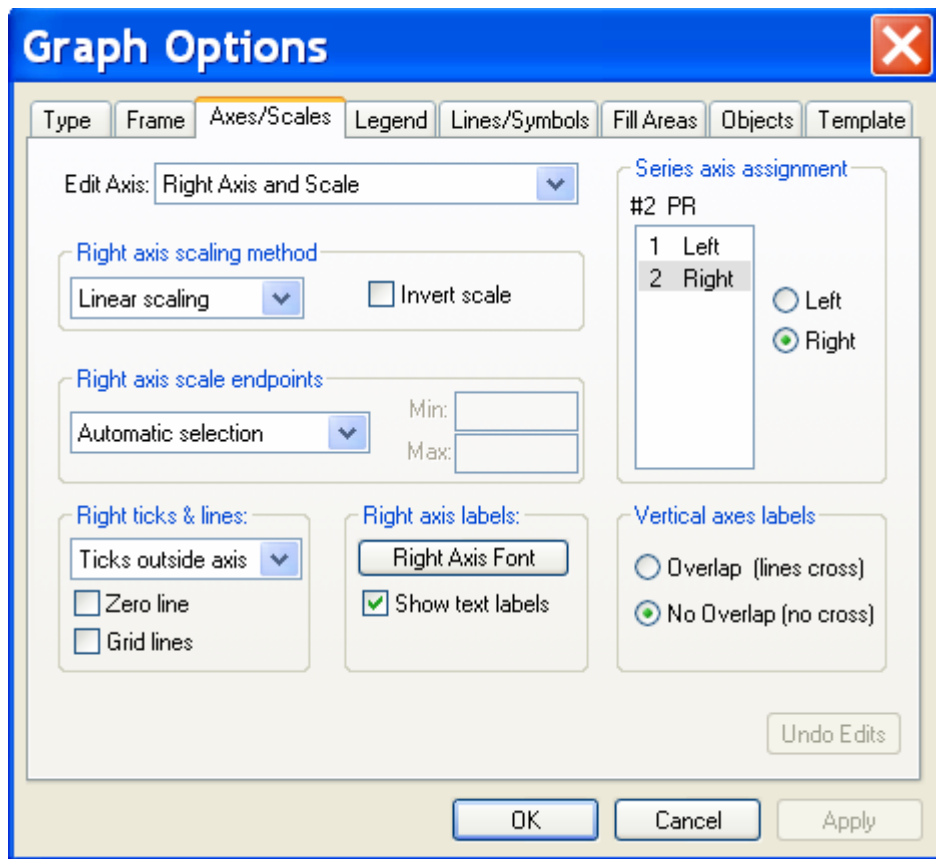 Graph Options
Type Frame Axes/Scales Legend Lines/Symbols Fill Areas Objects Template
Edit Axis: Right Axis and Scale
Series axis assignment
#2 PR
1 Left
2 Right
Left
Right
Right axis scaling method
Linear scaling Invert scale
Right axis scale endpoints
Automatic selection
Min:
Max:
Right ticks & lines:
Ticks outside axis
Zero line
Grid lines
Right axis labels:
Right Axis Font
Show text labels
Vertical axes labels
Overlap (lines cross)
No Overlap (no cross)
Undo Edits
OK Cancel Apply